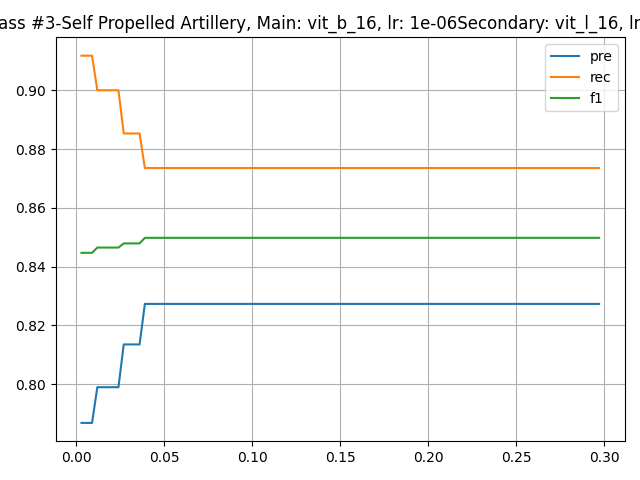 ass #3-Self Propelled Artillery, Main: vit_b_16, lr: 1e-06Secondary: vit_l_16, lr
pre
rec
f1
0.90
0.88
0.86
0.84
0.82
0.80
0.00 0.05 0.10 0.15 0.20 0.25 0.30